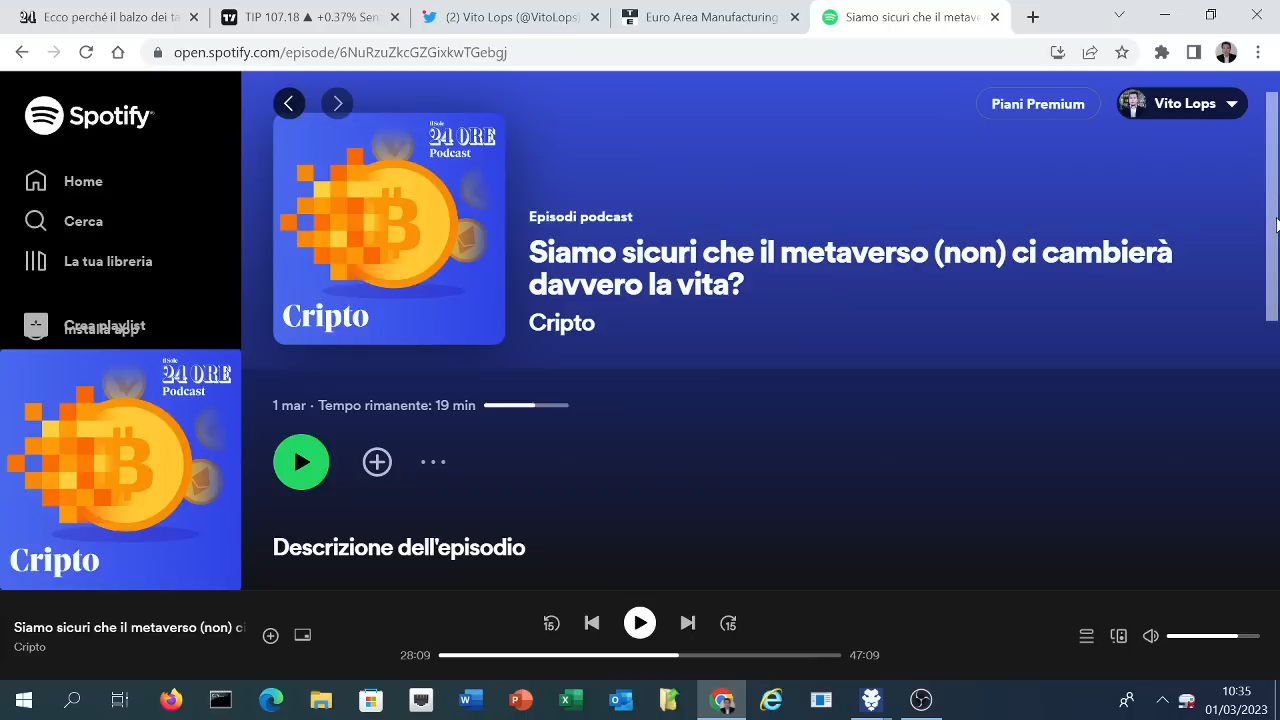 Ecco perché il balzo dei ta
TIP 107.18 ▲ +0.37% Sen
(2) Vito Lops (@VitoLops)
Euro Area Manufacturing
Siamo sicuri che il metave
open.spotify.com/episode/6NuRzuZkcGZGixkwTGebgj
Spotify
Home
Cerca
La tua libreria
Crea playlist
Installa app
Piani Premium
Vito Lops
Il Sole
24 ORE
Podcast
Cripto
Episodi podcast
Siamo sicuri che il metaverso (non) ci cambierà
davvero la vita?
Cripto
Il Sole
24 ORE
Podcast
Cripto
1 mar · Tempo rimanente: 19 min
Descrizione dell'episodio
Siamo sicuri che il metaverso (non) ci
Cripto
15
15
28:09
47:09
10:35
01/03/2023